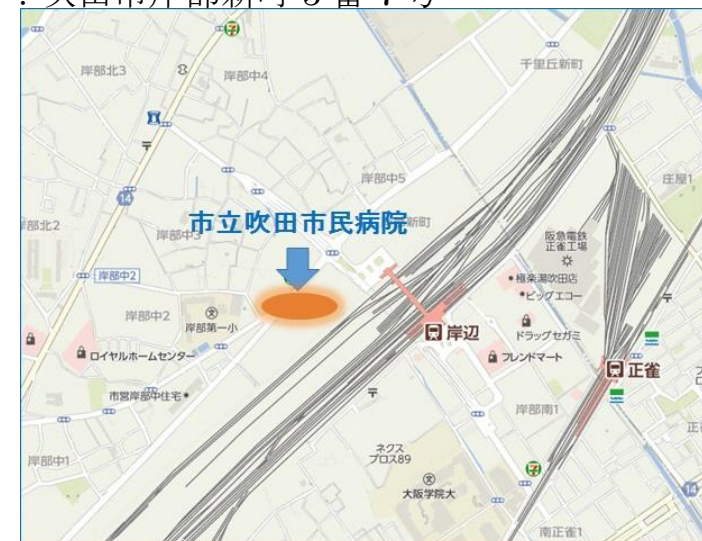 千里丘新町
岸部北3
岸部中4
岸部中5
庄屋1
14
市立吹田市民病院
新町
部北2
岸部中3
阪急電鉄
正雀工場
極楽湯吹田店
ビッグエコー
岸部中2
岸部中2
岸部第一小
岸辺
ドラッグセガミ
ロイヤルホームセンター
フレンドマート
正雀
市営岸部中住宅
岸部南1
岸部中1
ネクス
プロス89
大阪学院大
14
南正雀1